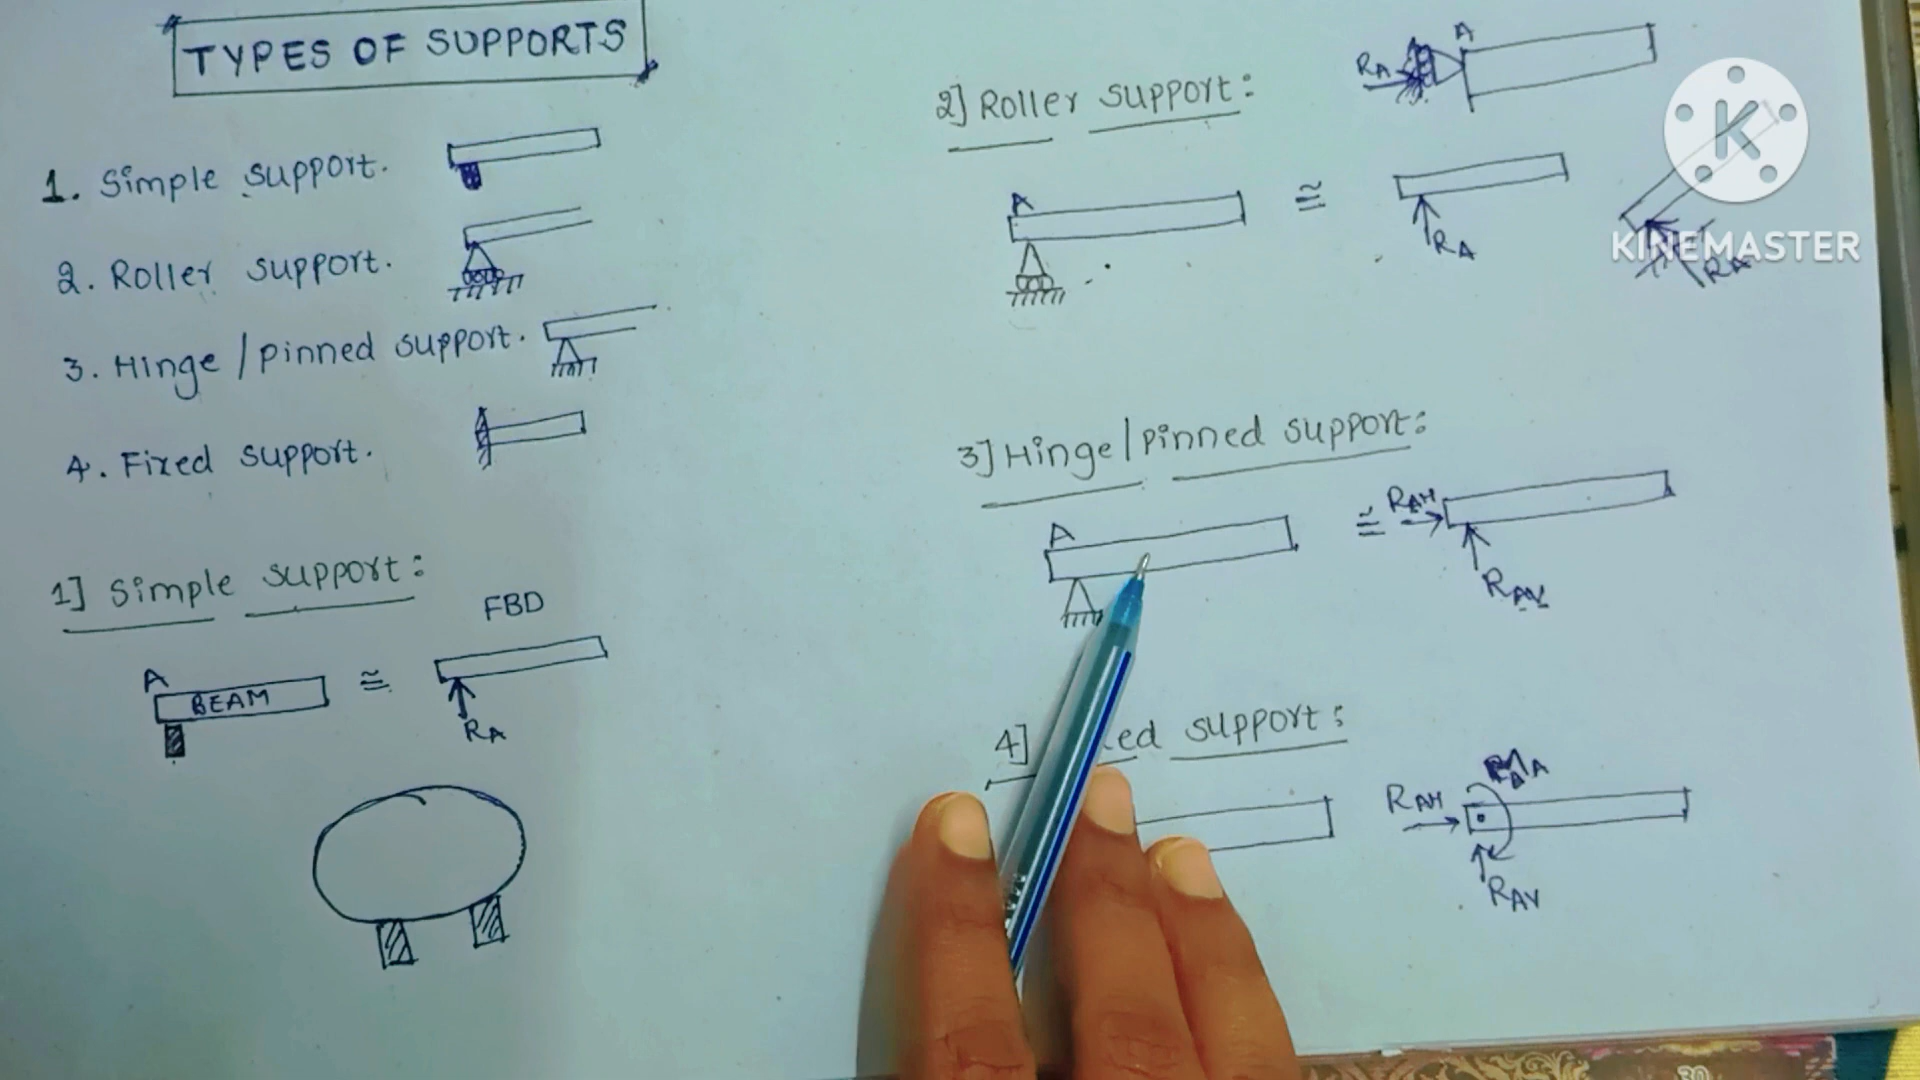 TYPES OF SUPPORTS
1. Simple support.
2. Roller support.
3. Hinge/pinned support.
4. Fixed support.
1] Simple support:
FBD
A
BEAM
≅
RA
2] Roller support:
RA
A
A
≅
RA
RA
K
KINEMASTER
3] Hinge/pinned support:
A
≅
RAH
RAV
4]
support:
RAH
RAV
30